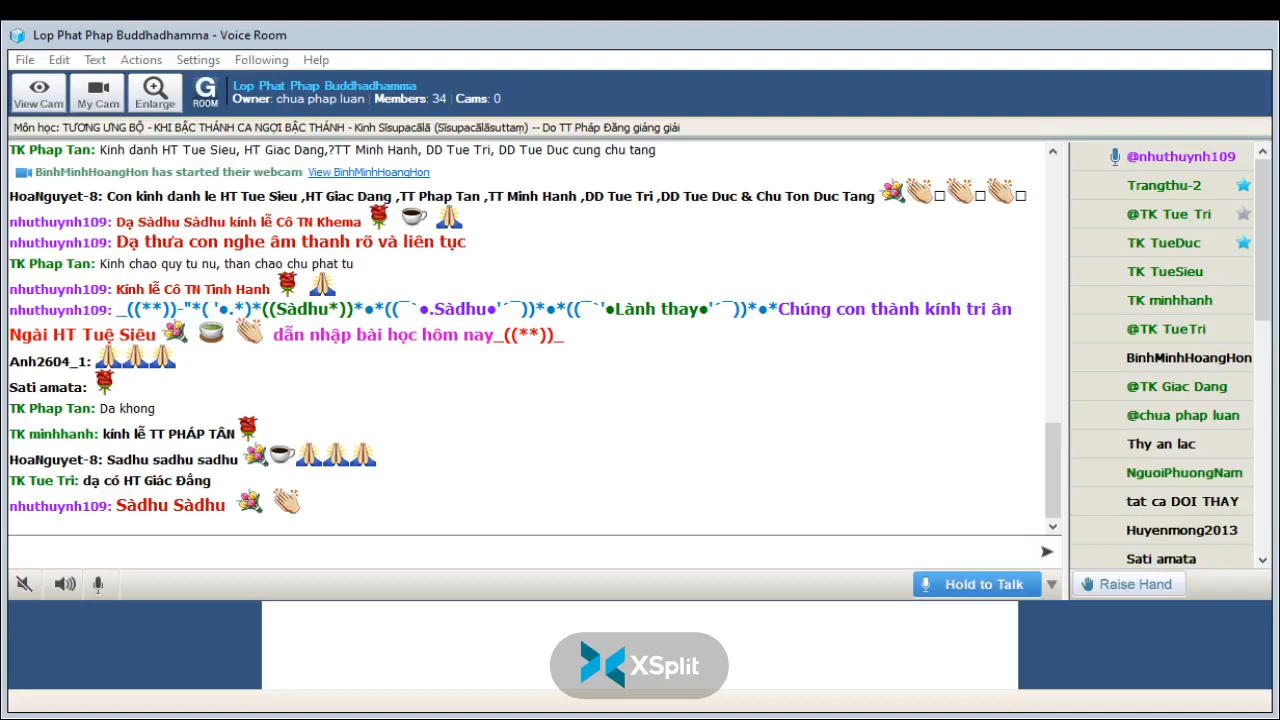 Lop Phat Phap Buddhadhamma - Voice Room
File Edit Text Actions Settings Following Help
View Cam My Cam Enlarge G ROOM
Lop Phat Phap Buddhadhamma
Owner: chua phap luan | Members: 34 | Cams: 0
Môn học: TƯƠNG ƯNG BỘ - KHI BẬC THÁNH CA NGỢI BẬC THÁNH - Kinh Sīsupacālā (Sīsupacālāsuttaṃ) -- Do TT Pháp Đăng giảng giải
TK Phap Tan: Kinh danh HT Tue Sieu, HT Giac Dang,?TT Minh Hanh, DD Tue Tri, DD Tue Duc cung chu tang
BinhMinhHoangHon has started their webcam View BinhMinhHoangHon
HoaNguyet-8: Con kinh danh le HT Tue Sieu ,HT Giac Dang ,TT Phap Tan ,TT Minh Hanh ,DD Tue Tri ,DD Tue Duc & Chu Ton Duc Tang
nhuthuynh109: Dạ Sàdhu Sàdhu kính lễ Cô TN Khema
nhuthuynh109: Dạ thưa con nghe âm thanh rõ và liên tục
TK Phap Tan: Kinh chao quy tu nu, than chao chu phat tu
nhuthuynh109: Kính lễ Cô TN Tinh Hanh
nhuthuynh109: _((**))-"*( '●.*)*((Sàdhu*))*●*((¯`●.Sàdhu●'´¯))*●*((¯`'●Lành thay●'´¯))*●*Chúng con thành kính tri ân
Ngài HT Tuệ Siêu dẫn nhập bài học hôm nay_((**))_
Anh2604_1:
Sati amata:
TK Phap Tan: Da khong
TK minhhanh: kính lễ TT PHÁP TÂN
HoaNguyet-8: Sadhu sadhu sadhu
TK Tue Tri: dạ có HT Giác Đẳng
nhuthuynh109: Sàdhu Sàdhu
@nhuthuynh109
Trangthu-2
@TK Tue Tri
TK TueDuc
TK TueSieu
TK minhhanh
@TK TueTri
BinhMinhHoangHon
@TK Giac Dang
@chua phap luan
Thy an lac
NguoiPhuongNam
tat ca DOI THAY
Huyenmong2013
Sati amata
Hold to Talk
Raise Hand
XSplit